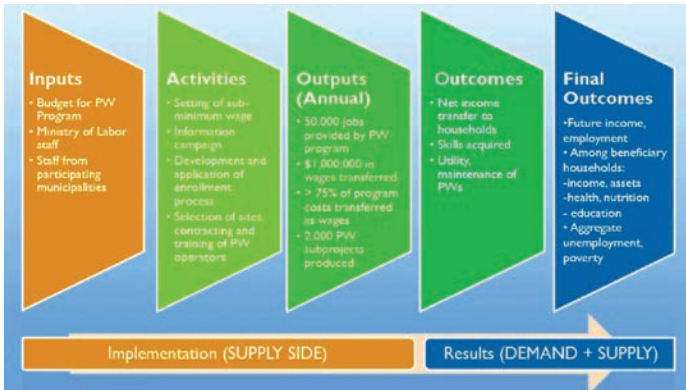 Inputs
• Budget for PW
Program
• Ministry of Labor
staff
• Staff from
participating
municipalities
Activities
• Setting of sub-
minimum wage
• Information
campaign
• Development and
application of
enrollment
process
• Selection of sites,
contracting and
training of PW
operators
Outputs
(Annual)
• 50,000 jobs
provided by PW
program
• $1,000,000 in
wages transferred
• > 75% of program
costs transferred
as wages
• 2,000 PW
subprojects
produced
Outcomes
• Net income
transfer to
households
• Skills acquired
• Utility,
maintenance of
PWs
Final
Outcomes
•Future income,
employment
• Among beneficiary
households:
-income, assets
-health, nutrition
- education
• Aggregate
unemployment,
poverty
Implementation (SUPPLY SIDE)
Results (DEMAND + SUPPLY)